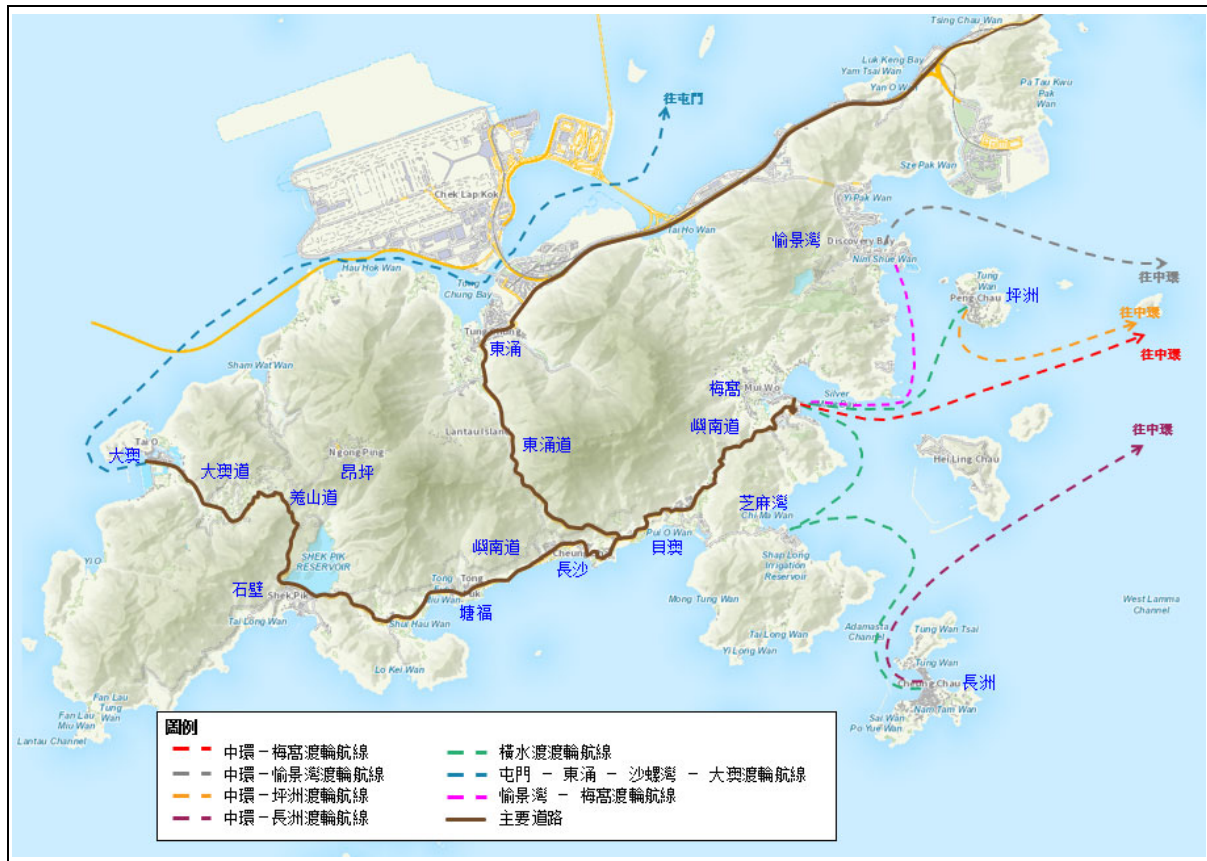 Tsing Chau Wan
Luk Keng Bay
Yam Tsai Wan
Yan O Wan
Pa Tau Kwu
Pak
Wan
往屯門
Sze Pak Wan
Chek Lap Kok
Yi Pak Wan
Tai Ho Wan
愉景灣
Discovery Bay
Nim Shue Wan
Hau Hok Wan
Tung
Chung Bay
往中環
Tung
Wan
Peng Chau
坪洲
往中環
Tung Chung
東涌
往中環
Sham Wat Wan
梅窩
Mui Wo
Silver
嶼南道
Lantau Island
東涌道
往中環
Tai O
大澳
大澳道
Ngong Ping
昂坪
Hei Ling Chau
羗山道
芝麻灣
Chi Ma Wan
Pui O Wan
貝澳
嶼南道
長沙
Yi O
SHEK PIK
RESERVOIR
Shap Long
Irrigation
Reservoir
石壁
Shek Pik
Tong
塘福
Mong Tung Wan
West Lamma
Channel
Tai Long Wan
Shui Hau Wan
Adamasta
Channel
Tung Wan Tsai
Tai Long Wan
Yi Long Wan
Lo Kei Wan
Tung Wan
Cheung Chau
長洲
Fan Lau
Tung
Wan
Nam Tam Wan
Sai Wan
Po Yue Wan
Fan Lau
Miu Wan
Lantau Channel
圖例
中環－梅窩渡輪航線
橫水渡渡輪航線
中環－愉景灣渡輪航線
屯門 － 東涌 － 沙螺灣 － 大澳渡輪航線
中環－坪洲渡輪航線
愉景灣 － 梅窩渡輪航線
中環－長洲渡輪航線
主要道路